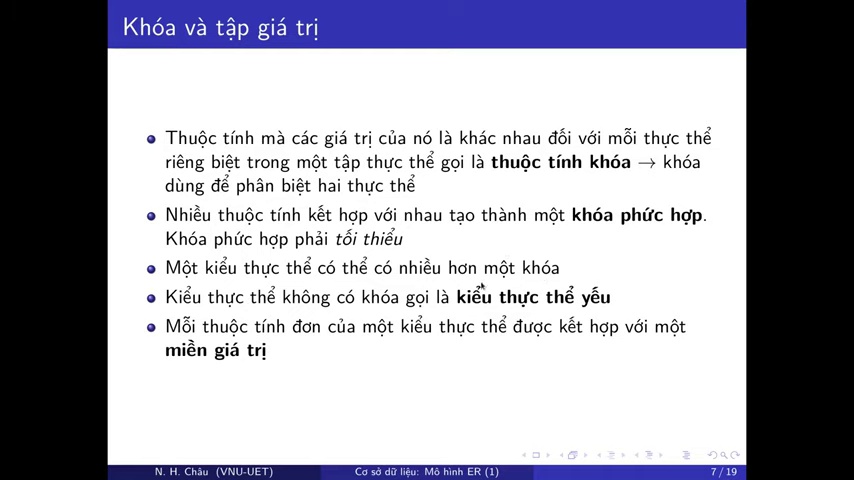 Khóa và tập giá trị
Thuộc tính mà các giá trị của nó là khác nhau đối với mỗi thực thể
riêng biệt trong một tập thực thể gọi là thuộc tính khóa → khóa
dùng để phân biệt hai thực thể
Nhiều thuộc tính kết hợp với nhau tạo thành một khóa phức hợp.
Khóa phức hợp phải tối thiểu
Một kiểu thực thể có thể có nhiều hơn một khóa
Kiểu thực thể không có khóa gọi là kiểu thực thể yếu
Mỗi thuộc tính đơn của một kiểu thực thể được kết hợp với một
miền giá trị
N. H. Châu (VNU-UET) Cơ sở dữ liệu: Mô hình ER (1) 7 / 19